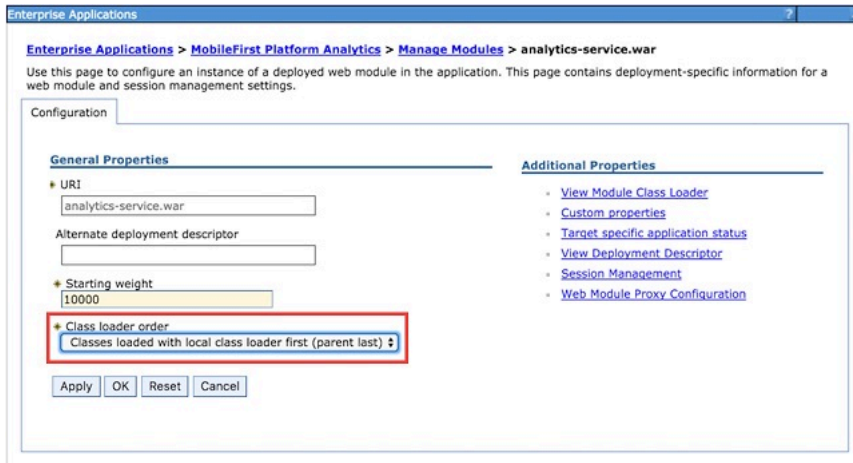 Enterprise Applications
?
Enterprise Applications > MobileFirst Platform Analytics > Manage Modules > analytics-service.war
Use this page to configure an instance of a deployed web module in the application. This page contains deployment-specific information for a
web module and session management settings.
Configuration
General Properties
URI
analytics-service.war
Alternate deployment descriptor
Starting weight
10000
Class loader order
Classes loaded with local class loader first (parent last)
Apply
OK
Reset
Cancel
Additional Properties
View Module Class Loader
Custom properties
Target specific application status
View Deployment Descriptor
Session Management
Web Module Proxy Configuration